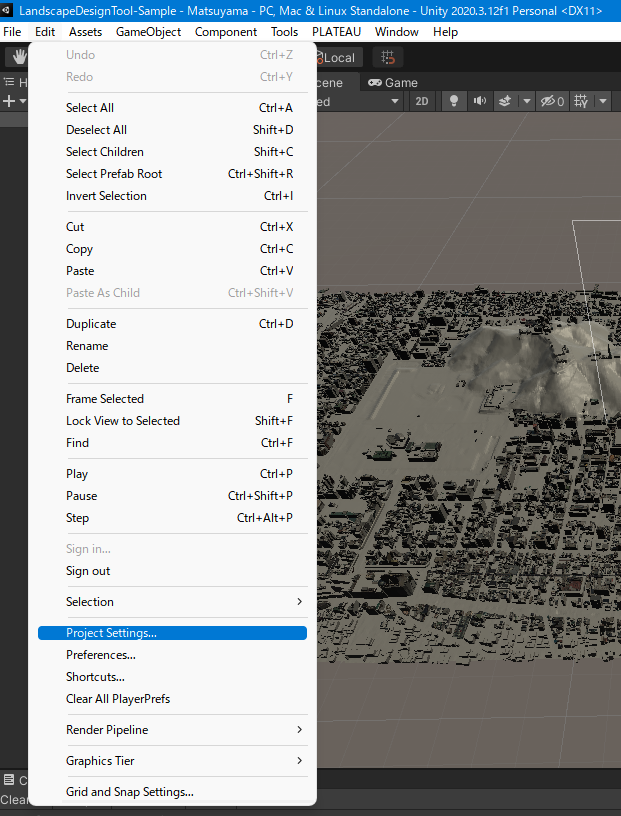 LandscapeDesignTool-Sample - Matsuyama - PC, Mac & Linux Standalone - Unity 2020.3.12f1 Personal <DX11>
File Edit Assets GameObject Component Tools PLATEAU Window Help
Local
Game
2D
0
Undo Ctrl+Z
Redo Ctrl+Y
Select All Ctrl+A
Deselect All Shift+D
Select Children Shift+C
Select Prefab Root Ctrl+Shift+R
Invert Selection Ctrl+I
Cut Ctrl+X
Copy Ctrl+C
Paste Ctrl+V
Paste As Child Ctrl+Shift+V
Duplicate Ctrl+D
Rename
Delete
Frame Selected F
Lock View to Selected Shift+F
Find Ctrl+F
Play Ctrl+P
Pause Ctrl+Shift+P
Step Ctrl+Alt+P
Sign in...
Sign out
Selection
Project Settings...
Preferences...
Shortcuts...
Clear All PlayerPrefs
Render Pipeline
Graphics Tier
Grid and Snap Settings...
Clear